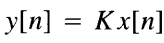 y[n] = Kx[n]